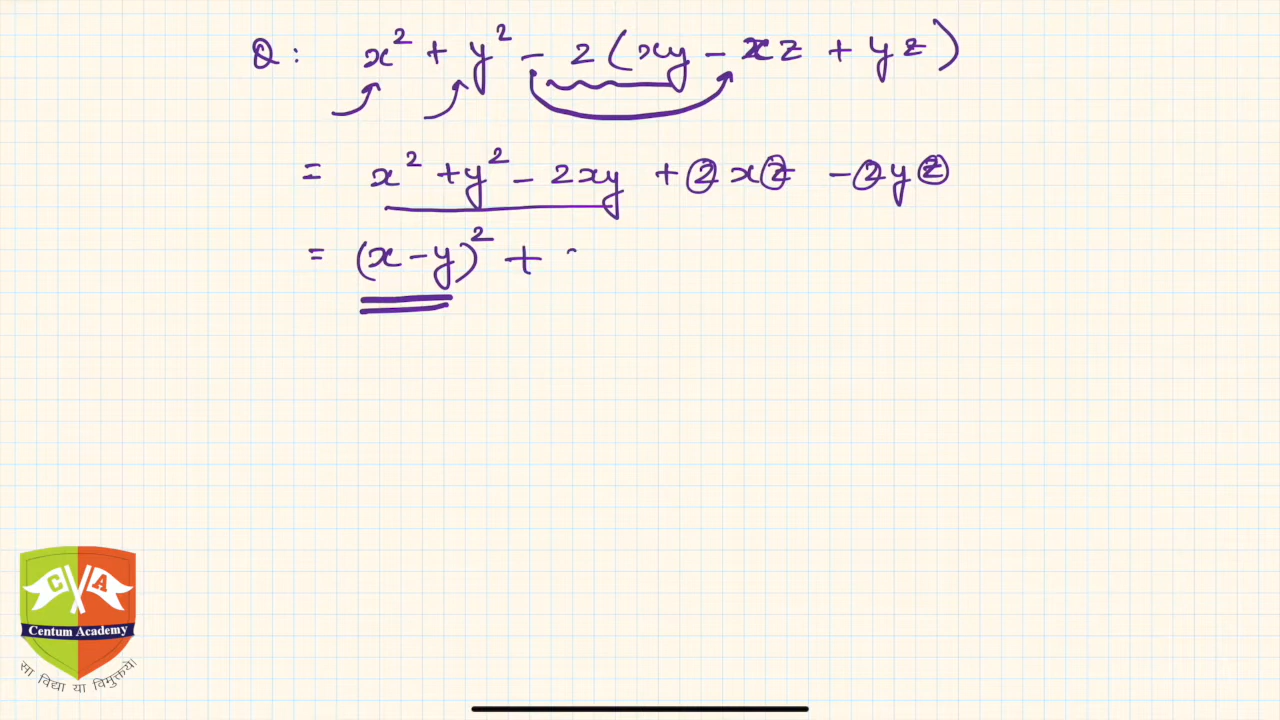 Q: x² + y² - 2(xy - xz + yz)
= x² + y² - 2xy + 2xz - 2yz
= (x - y)² +
C A
Centum Academy
सा विद्या या विमुक्तये